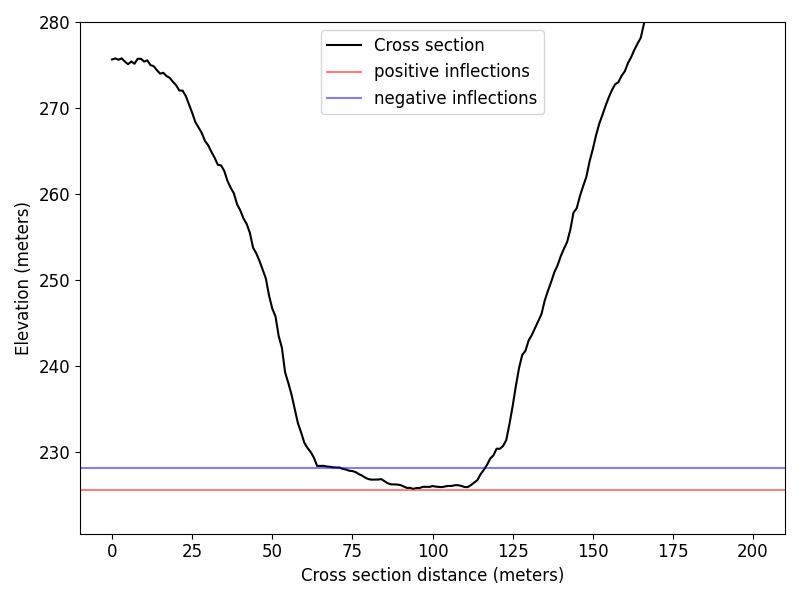 280
270
260
250
240
230
Elevation (meters)
Cross section
positive inflections
negative inflections
0 25 50 75 100 125 150 175 200
Cross section distance (meters)